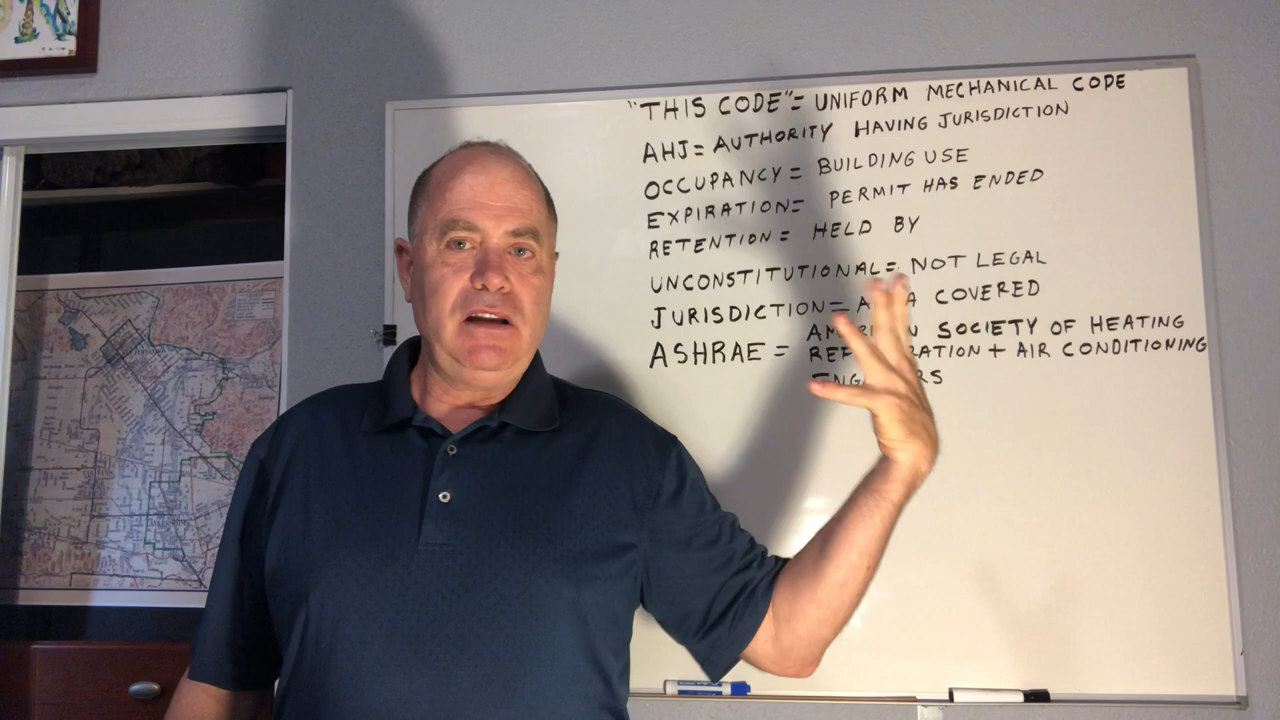 "THIS CODE"= UNIFORM MECHANICAL CODE
AHJ= AUTHORITY HAVING JURISDICTION
OCCUPANCY= BUILDING USE
EXPIRATION= PERMIT HAS ENDED
RETENTION= HELD BY
UNCONSTITUTIONAL= NOT LEGAL
JURISDICTION= COVERED
SOCIETY OF HEATING
ASHRAE= + AIR CONDITIONING